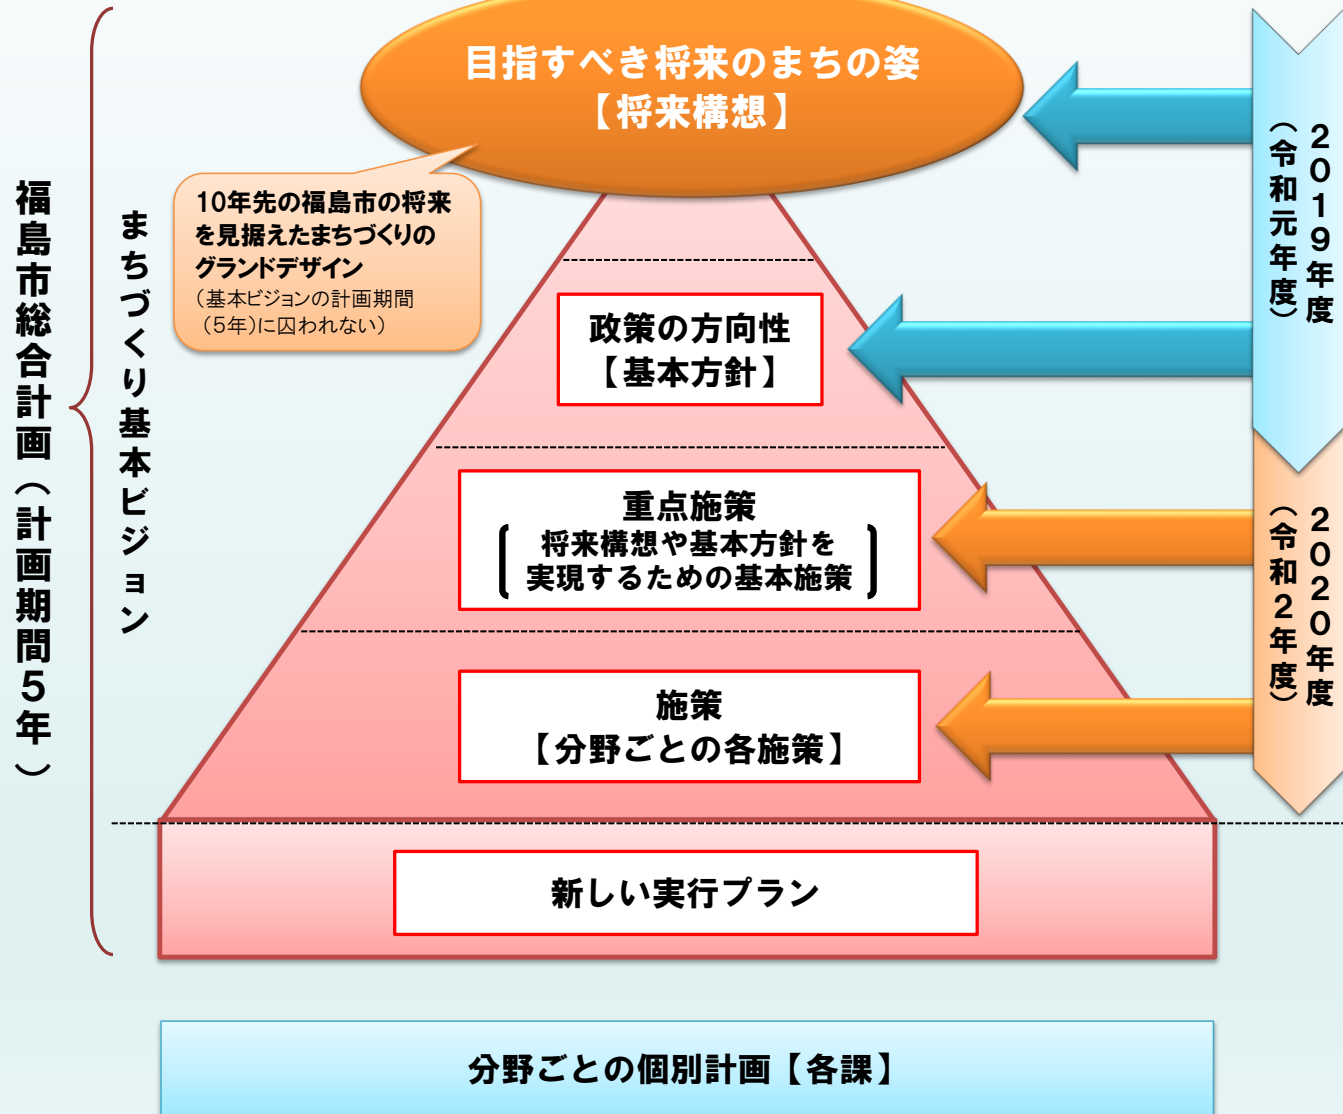 目指すべき将来のまちの姿
【将来構想】
10年先の福島市の将来
を見据えたまちづくりの
グランドデザイン
（基本ビジョンの計画期間
（5年）に囚われない）
福島市総合計画（計画期間５年）
まちづくり基本ビジョン
政策の方向性
【基本方針】
重点施策
将来構想や基本方針を
実現するための基本施策
施策
【分野ごとの各施策】
新しい実行プラン
分野ごとの個別計画【各課】
２０１９年度
（令和元年度）
２０２０年度
（令和２年度）